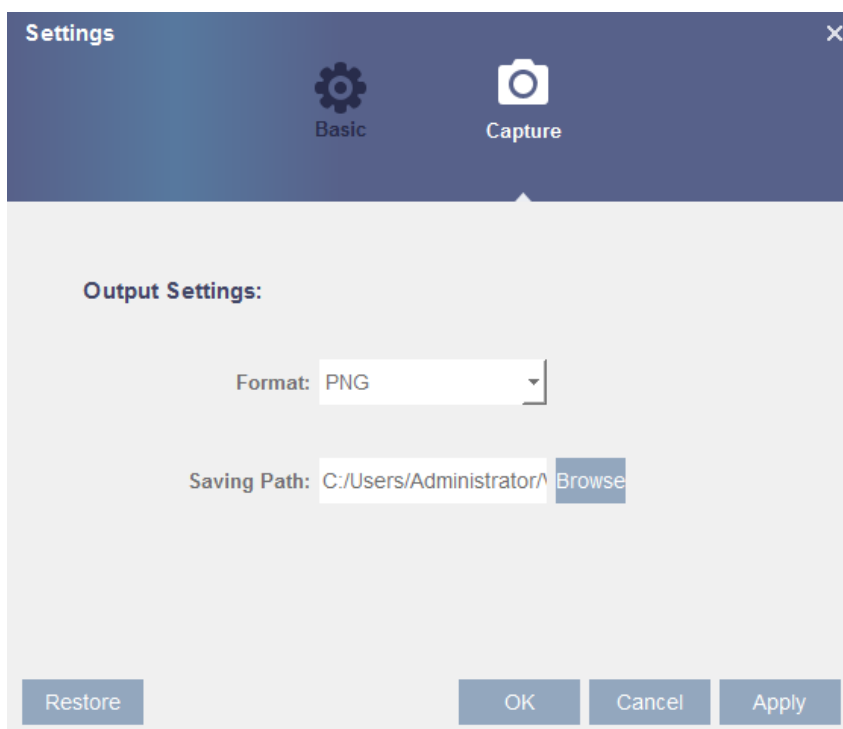 Settings
Basic
Capture
Output Settings:
Format: PNG
Saving Path: C:/Users/Administrator/ Browse
Restore OK Cancel Apply